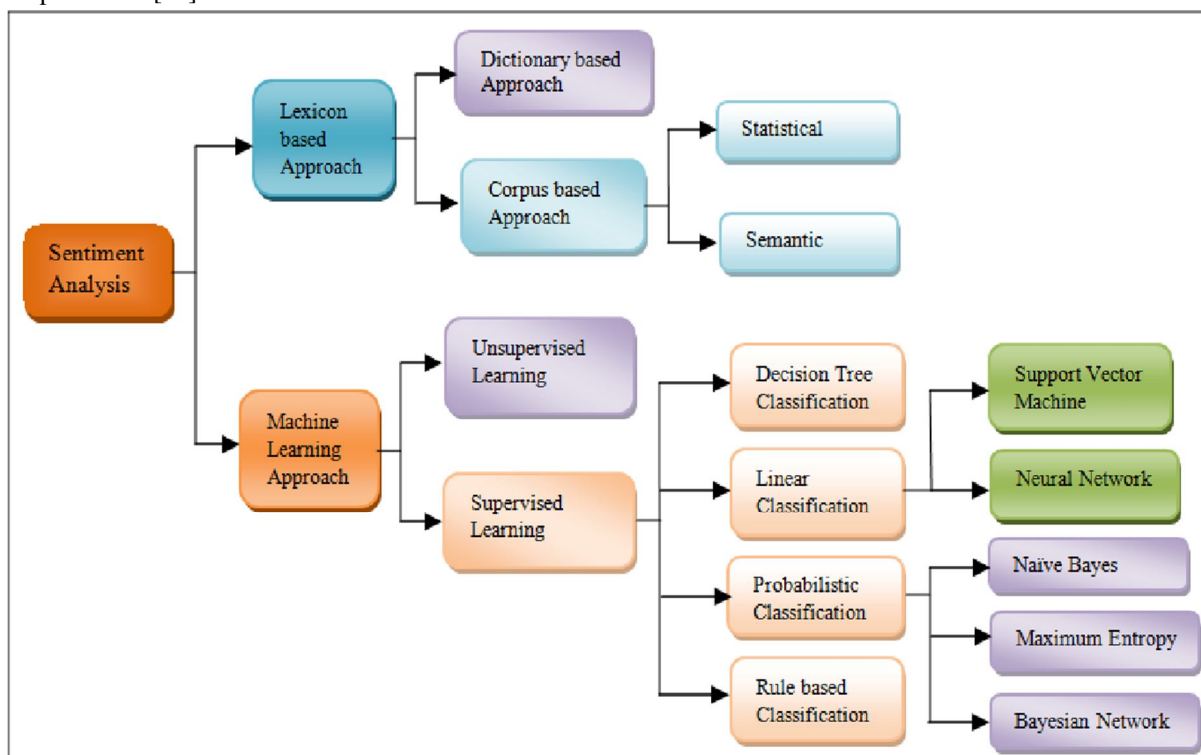 Dictionary based
Approach
Lexicon
based
Approach
Statistical
Corpus based
Approach
Semantic
Sentiment
Analysis
Unsupervised
Learning
Decision Tree
Classification
Support Vector
Machine
Machine
Learning
Approach
Linear
Classification
Neural Network
Supervised
Learning
Naïve Bayes
Probabilistic
Classification
Maximum Entropy
Rule based
Classification
Bayesian Network